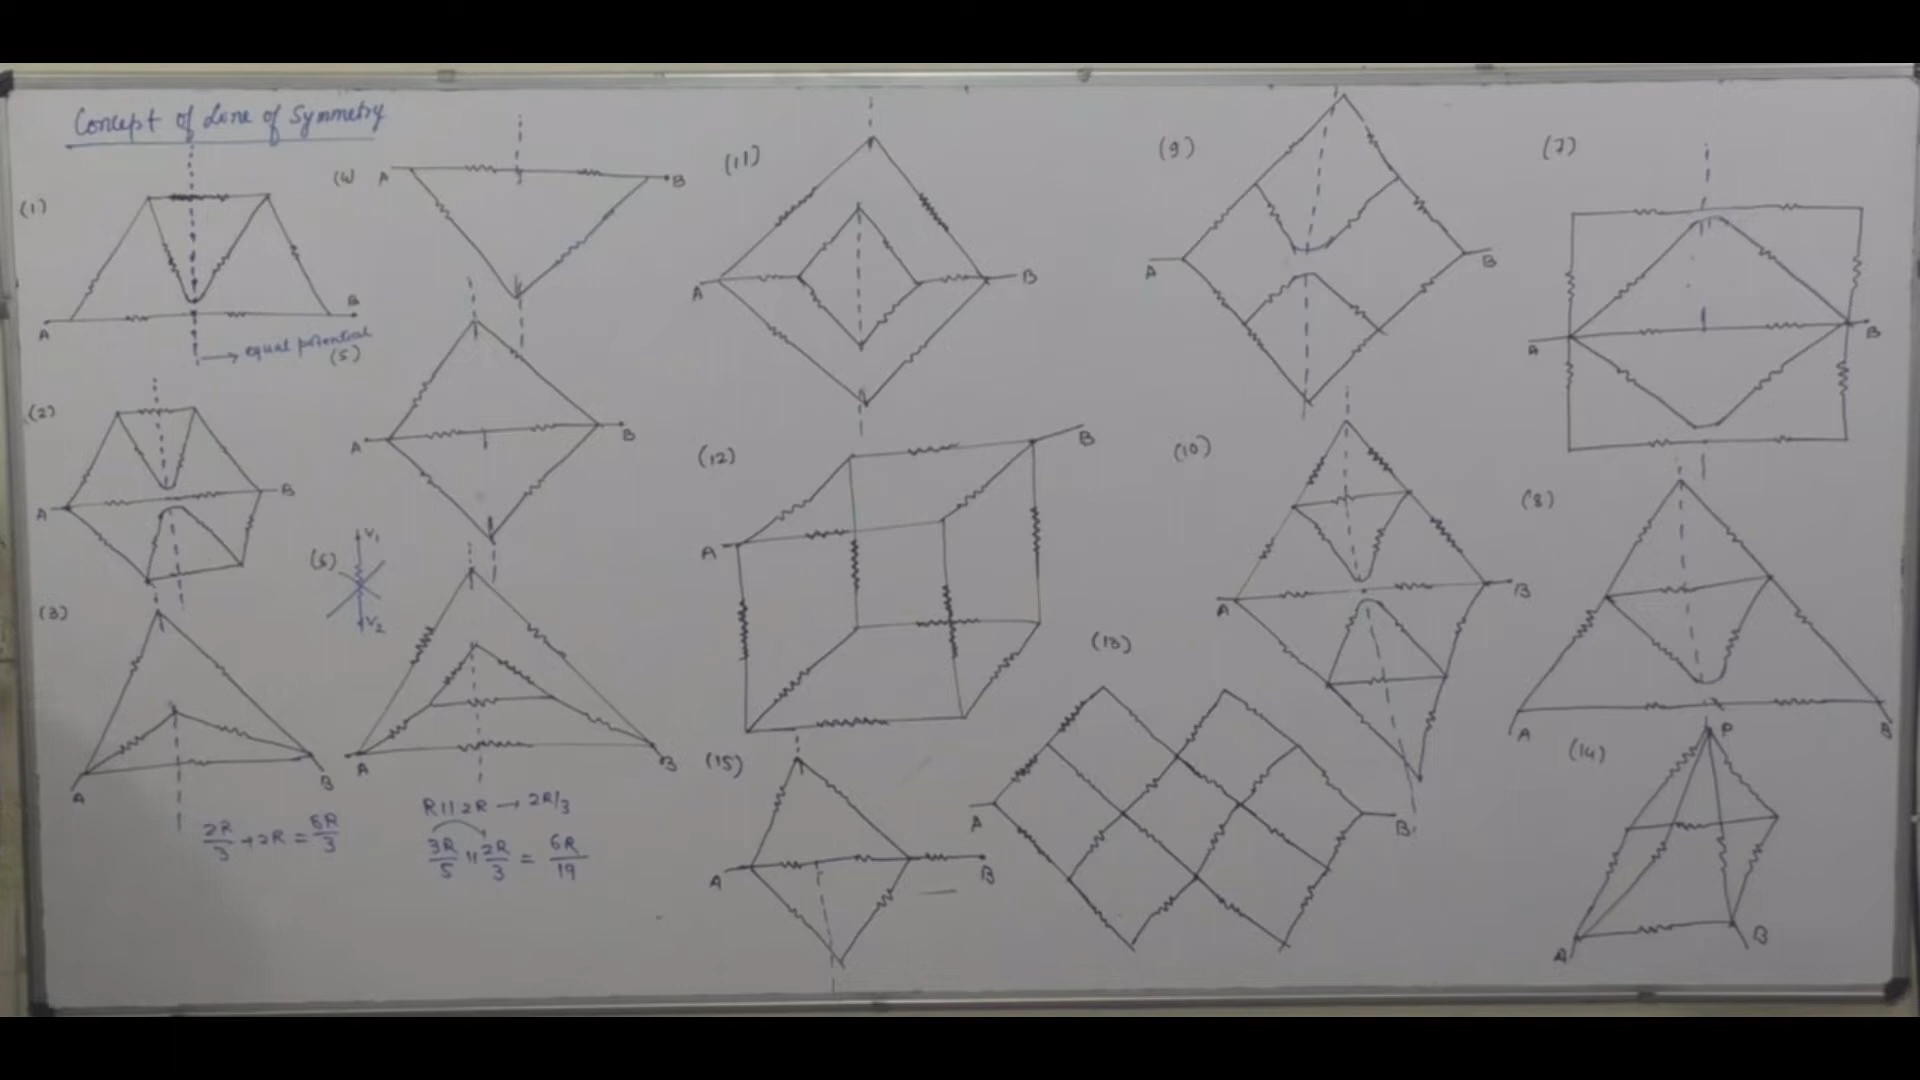 Concept of Line of Symmetry
(1)
A
B
equal potential
(2)
A
B
(3)
A
B
2R/3 + 2R = 8R/3
A
B
(5)
A
B
(6)
V1
V2
A
B
R||2R → 2R/3
3R/5 || 2R/3 = 6R/19
(11)
A
B
(12)
A
B
(15)
A
B
(9)
A
B
(10)
A
B
(13)
A
B
(7)
A
B
(8)
A
B
(14)
P
A
B